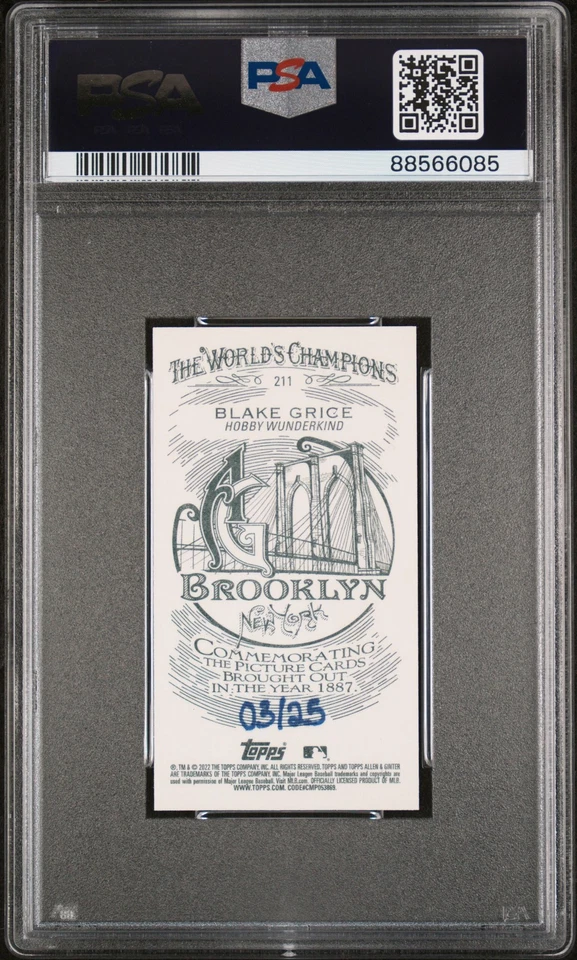 PSA
PSA
88566085
THE WORLD'S CHAMPIONS
211
BLAKE GRICE
HOBBY WUNDERKIND
AG
BROOKLYN
NEW YORK
COMMEMORATING
THE PICTURE CARDS
BROUGHT OUT
IN THE YEAR 1887.
03/25
topps
®, TM & © 2022 THE TOPPS COMPANY, INC. ALL RIGHTS RESERVED. TOPPS AND TOPPS ALLEN & GINTER
ARE TRADEMARKS OF THE TOPPS COMPANY, INC. Major League Baseball trademarks and copyrights are
used with permission of Major League Baseball. Visit MLB.com. OFFICIALLY LICENSED PRODUCT OF MLB.
WWW.TOPPS.COM. CODE#CMP053869.